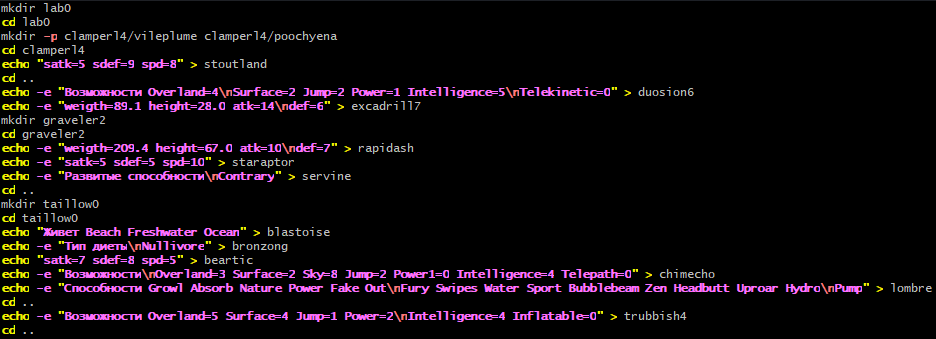 mkdir lab0
cd lab0
mkdir -p clamperl4/vileplume clamperl4/poochyena
cd clamperl4
echo "satk=5 sdef=9 spd=8" > stoutland
cd ..
echo -e "Возможности Overland=4\nSurface=2 Jump=2 Power=1 Intelligence=5\nTelekinetic=0" > duosion6
echo -e "weigth=89.1 height=28.0 atk=14\ndef=6" > excadrill7
mkdir graveler2
cd graveler2
echo -e "weigth=209.4 height=67.0 atk=10\ndef=7" > rapidash
echo -e "satk=5 sdef=5 spd=10" > staraptor
echo -e "Развитые способности\nContrary" > servine
cd ..
mkdir taillow0
cd taillow0
echo "Живет Beach Freshwater Ocean" > blastoise
echo -e "Тип диеты\nNullivore" > bronzong
echo "satk=7 sdef=8 spd=5" > beartic
echo -e "Возможности\nOverland=3 Surface=2 Sky=8 Jump=2 Power1=0 Intelligence=4 Telepath=0" > chimecho
echo -e "Способности Growl Absorb Nature Power Fake Out\nFury Swipes Water Sport Bubblebeam Zen Headbutt Uproar Hydro\nPump" > lombre
cd ..
echo -e "Возможности Overland=5 Surface=4 Jump=1 Power=2\nIntelligence=4 Inflatable=0" > trubbish4
cd ..